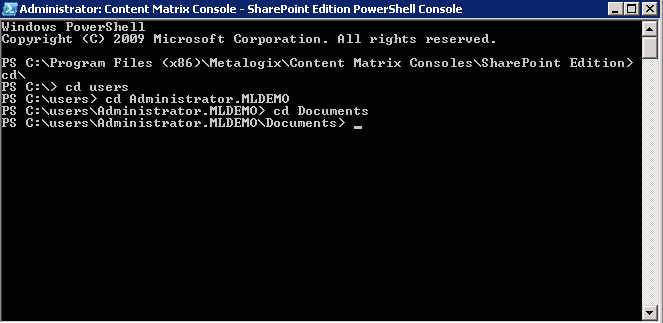 Administrator: Content Matrix Console - SharePoint Edition PowerShell Console
Windows PowerShell
Copyright (C) 2009 Microsoft Corporation. All rights reserved.
PS C:\Program Files (x86)\Metalogix\Content Matrix Consoles\SharePoint Edition>
cd\
PS C:\> cd users
PS C:\users> cd Administrator.MLDEMO
PS C:\users\Administrator.MLDEMO> cd Documents
PS C:\users\Administrator.MLDEMO\Documents> _